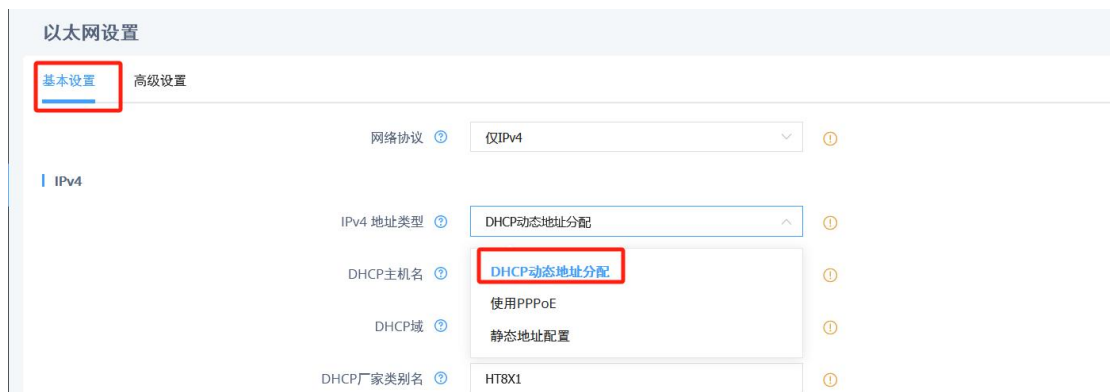 以太网设置
基本设置 高级设置
网络协议 仅IPv4
IPv4
IPv4 地址类型 DHCP动态地址分配
DHCP主机名 DHCP动态地址分配
使用PPPoE
DHCP域
静态地址配置
DHCP厂家类别名 HT8X1